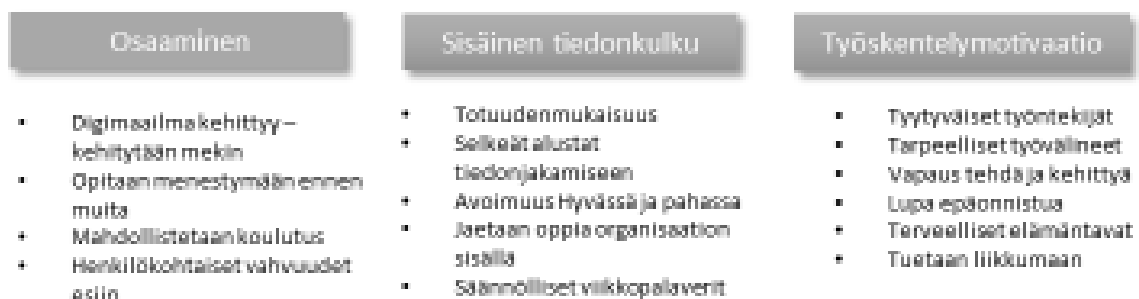 Osaaminen
• Digimaailma kehittyy –
kehitytään mekin
• Opitaan menestymään ennen
muita
• Mahdollistetaan koulutus
• Henkilökohtaiset vahvuudet
esiin
Sisäinen tiedonkulku
• Totuudenmukaisuus
• Selkeät alustat
tiedonjakamiseen
• Avoimuus Hyvässä ja pahassa
• Jaetaan oppia organisaation
sisällä
• Säännölliset viikkopalaverit
Työskentelymotivaatio
• Tyytyväiset työntekijät
• Tarpeelliset työvälineet
• Vapaus tehdä ja kehittyä
• Lupa epäonnistua
• Terveelliset elämäntavat
• Tuetaan liikkumaan